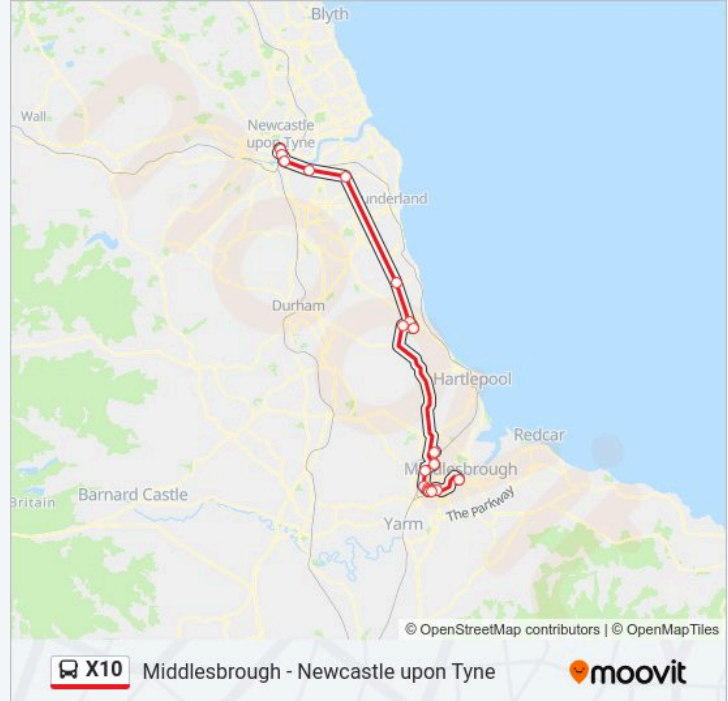 Blyth
Wall
Newcastle
upon Tyne
underland
Durham
Hartlepool
Redcar
Middlesbrough
Barnard Castle
Britain
The Parkway
Yarm
© OpenStreetMap contributors | © OpenMapTiles
X10 Middlesbrough - Newcastle upon Tyne
moovit